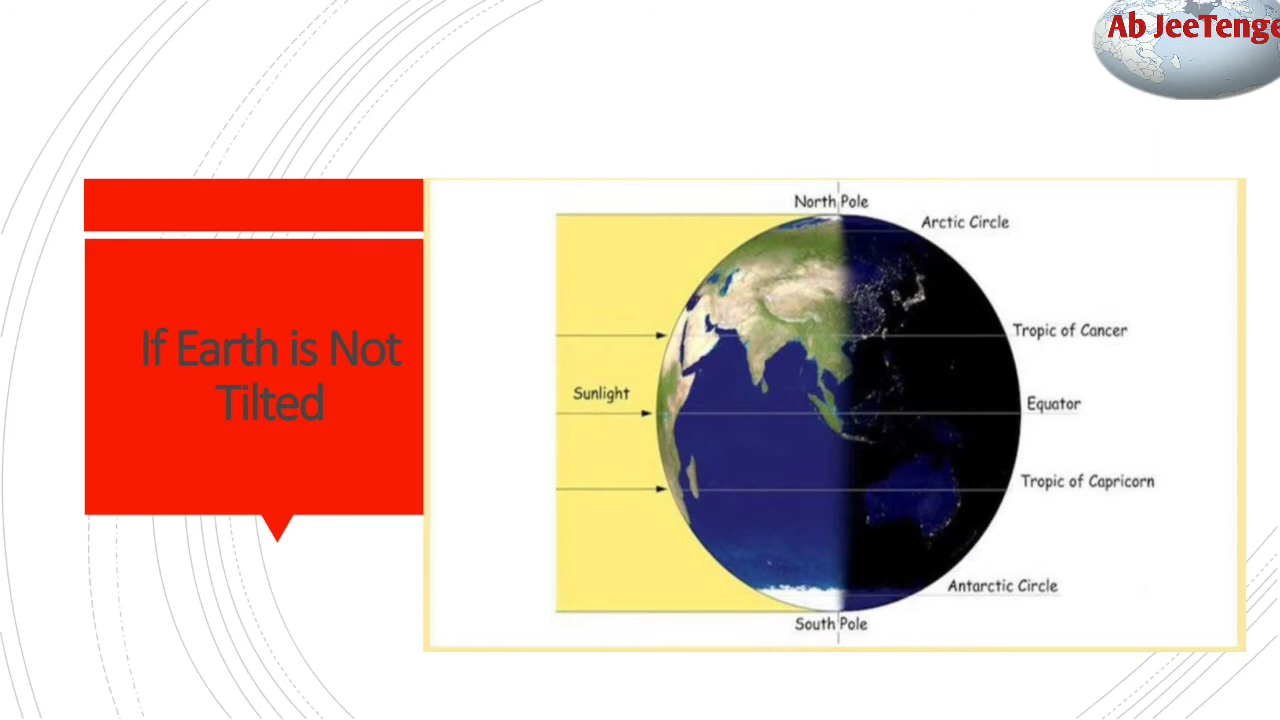 Ab JeeTenge
If Earth is Not
Tilted
North Pole
Arctic Circle
Tropic of Cancer
Sunlight
Equator
Tropic of Capricorn
Antarctic Circle
South Pole